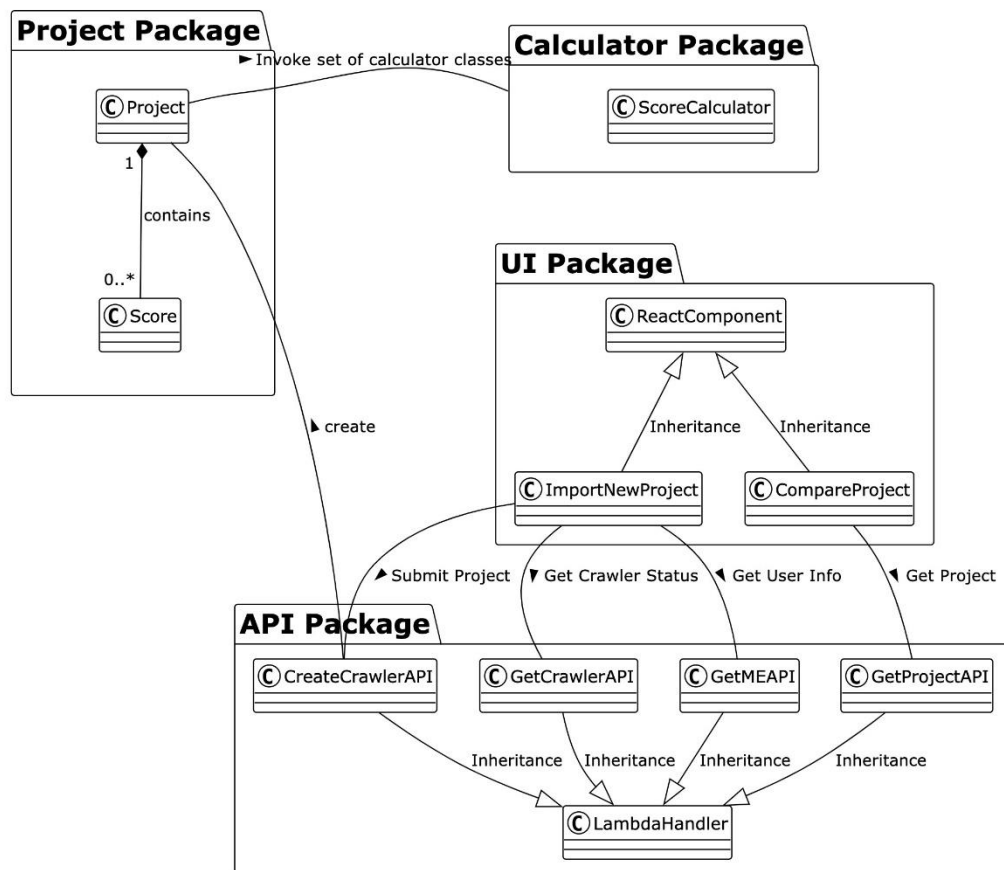 Project Package
Calculator Package
► Invoke set of calculator classes
C Project
C ScoreCalculator
1
contains
0..*
C Score
UI Package
C ReactComponent
▲ create
Inheritance
Inheritance
C ImportNewProject
C CompareProject
◄ Submit Project
▼ Get Crawler Status
▼ Get User Info
▼ Get Project
API Package
C CreateCrawlerAPI
C GetCrawlerAPI
C GetMEAPI
C GetProjectAPI
Inheritance
Inheritance
Inheritance
Inheritance
C LambdaHandler